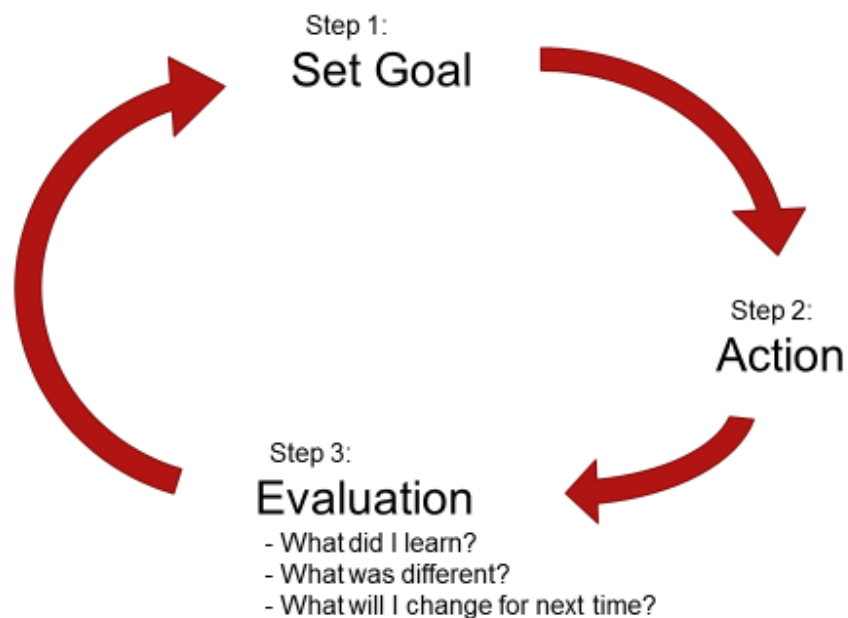 Step 1:
Set Goal
Step 2:
Action
Step 3:
Evaluation
- What did I learn?
- What was different?
- What will I change for next time?